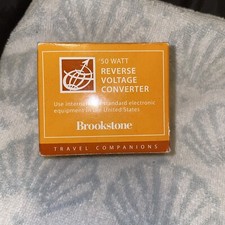 50 WATT
REVERSE
VOLTAGE
CONVERTER
Use international standard electronic
equipment in the United States
Brookstone
TRAVEL COMPANIONS